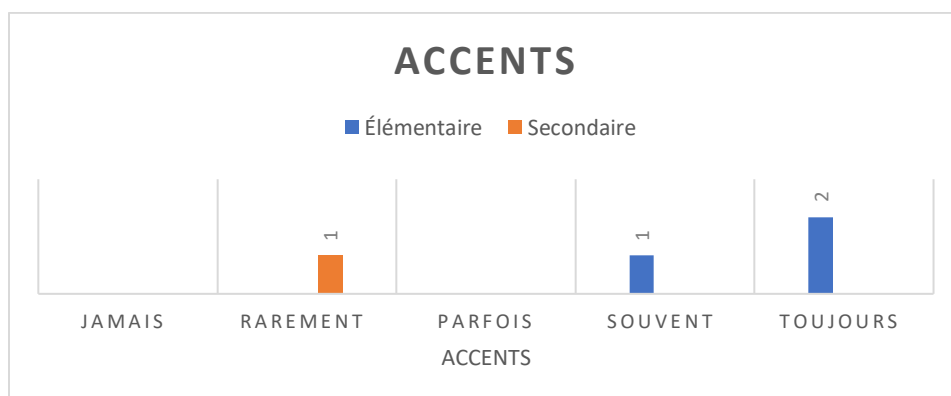 ACCENTS
Élémentaire Secondaire
1 1 2
JAMAIS RAREMENT PARFOIS SOUVENT TOUJOURS
ACCENTS